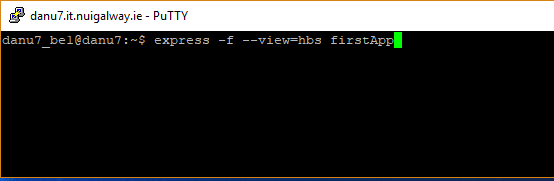 danu7.it.nuigalway.ie - PuTTY
danu7_bel@danu7:~$ express -f --view=hbs firstApp